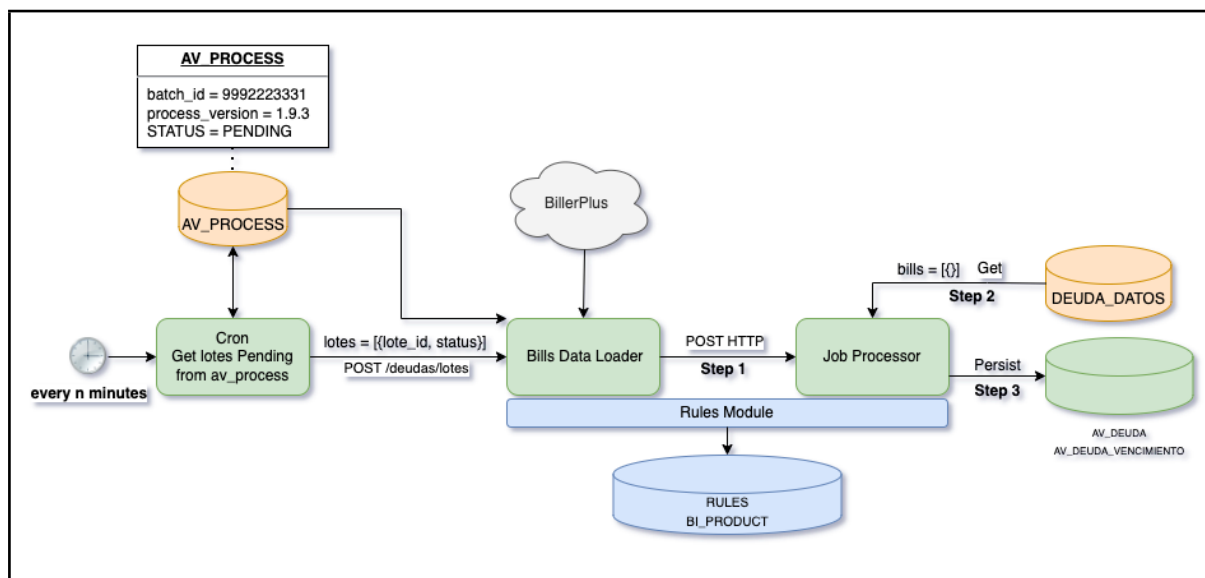 AV_PROCESS
batch_id = 9992223331
process_version = 1.9.3
STATUS = PENDING
AV_PROCESS
BillerPlus
bills = [{}] Get
Step 2
DEUDA_DATOS
every n minutes
Cron
Get lotes Pending
from av_process
lotes = [{lote_id, status}]
POST /deudas/lotes
Bills Data Loader
POST HTTP
Step 1
Job Processor
Persist
Step 3
AV_DEUDA
AV_DEUDA_VENCIMIENTO
Rules Module
RULES
BI_PRODUCT